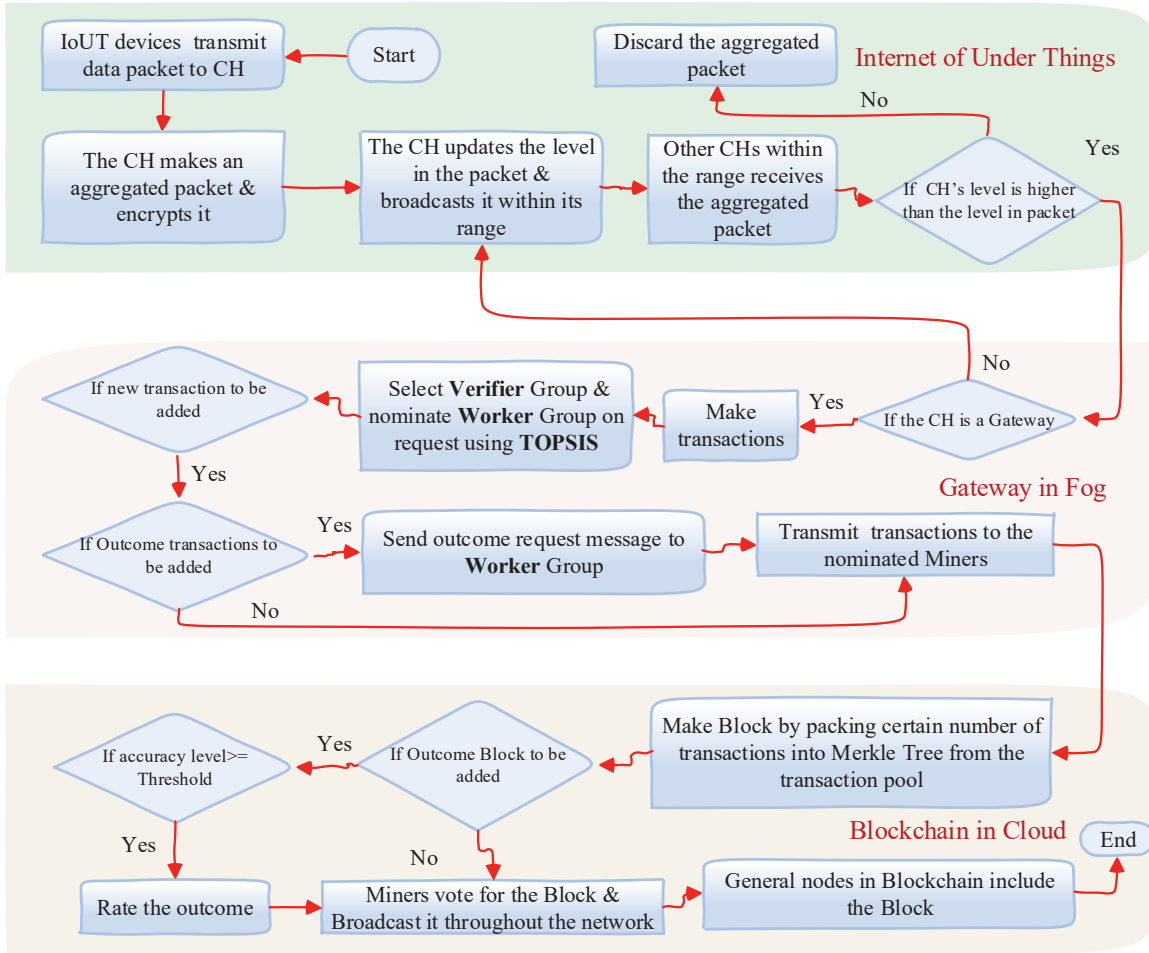 IoUT devices transmit
data packet to CH
Start
Discard the aggregated
packet
Internet of Under Things
No
Yes
The CH makes an
aggregated packet &
encrypts it
The CH updates the level
in the packet &
broadcasts it within its
range
Other CHs within
the range receives
the aggregated
packet
If CH's level is higher
than the level in packet
No
If new transaction to be
added
Select Verifier Group &
nominate Worker Group on
request using TOPSIS
Make
transactions
Yes
If the CH is a Gateway
Yes
Gateway in Fog
If Outcome transactions to
be added
Yes
Send outcome request message to
Worker Group
Transmit transactions to the
nominated Miners
No
If accuracy level>=
Threshold
Yes
If Outcome Block to be
added
Make Block by packing certain number of
transactions into Merkle Tree from the
transaction pool
Blockchain in Cloud
End
Yes
No
Rate the outcome
Miners vote for the Block &
Broadcast it throughout the network
General nodes in Blockchain include
the Block